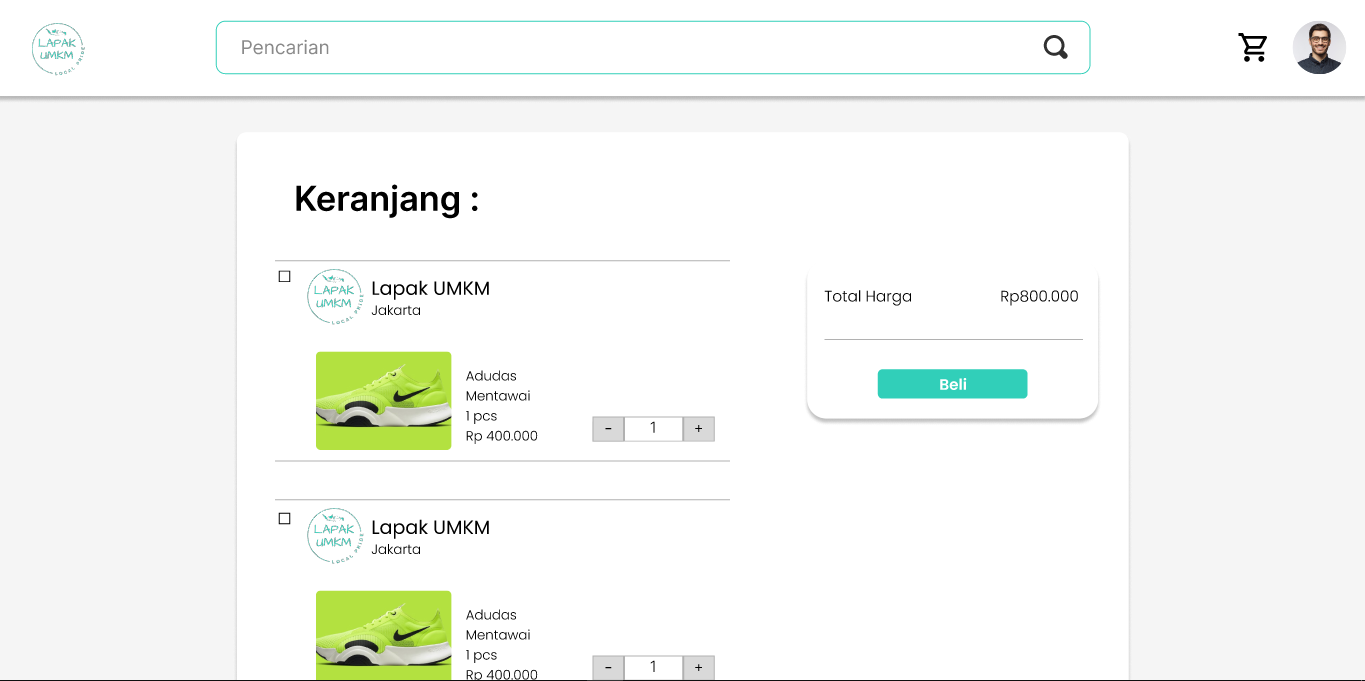 LAPAK
UMKM
LOCAL PRIDE
Pencarian
Keranjang :
LAPAK
UMKM
LOCAL PRIDE
Lapak UMKM
Jakarta
Adudas
Mentawai
1 pcs
Rp 400.000
- 1 +
Total Harga Rp800.000
Beli
LAPAK
UMKM
LOCAL PRIDE
Lapak UMKM
Jakarta
Adudas
Mentawai
1 pcs
Rp 400.000
- 1 +